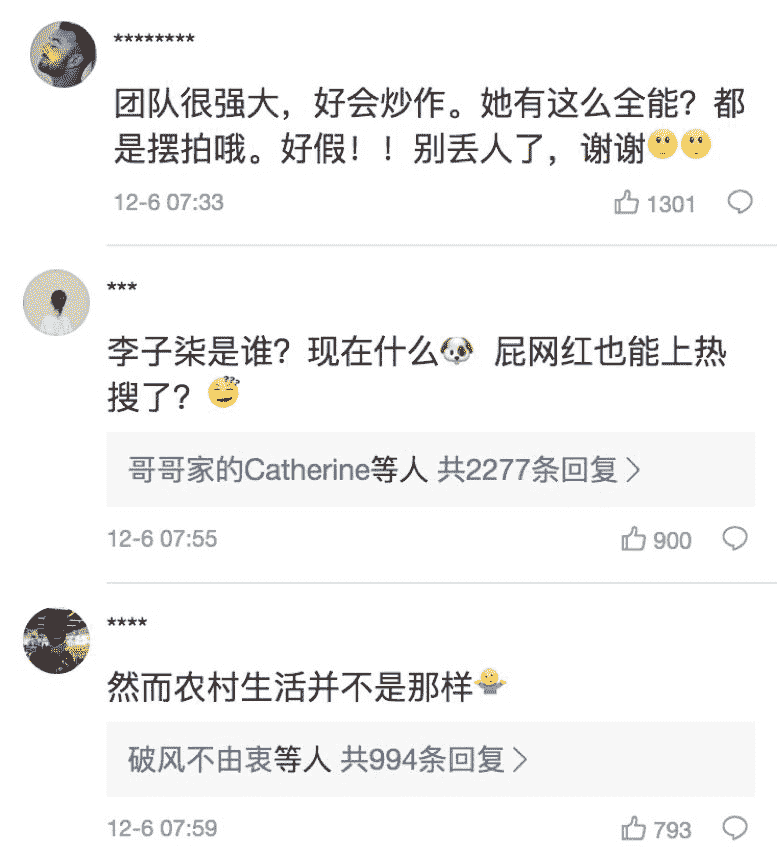 ********
团队很强大，好会炒作。她有这么全能？都
是摆拍哦。好假！！别丢人了，谢谢😶😶
12-6 07:33
1301
***
李子柒是谁？现在什么🐶 屁网红也能上热
搜了？😴
哥哥家的Catherine等人 共2277条回复>
12-6 07:55
900
****
然而农村生活并不是那样🤷
破风不由衷等人 共994条回复>
12-6 07:59
793